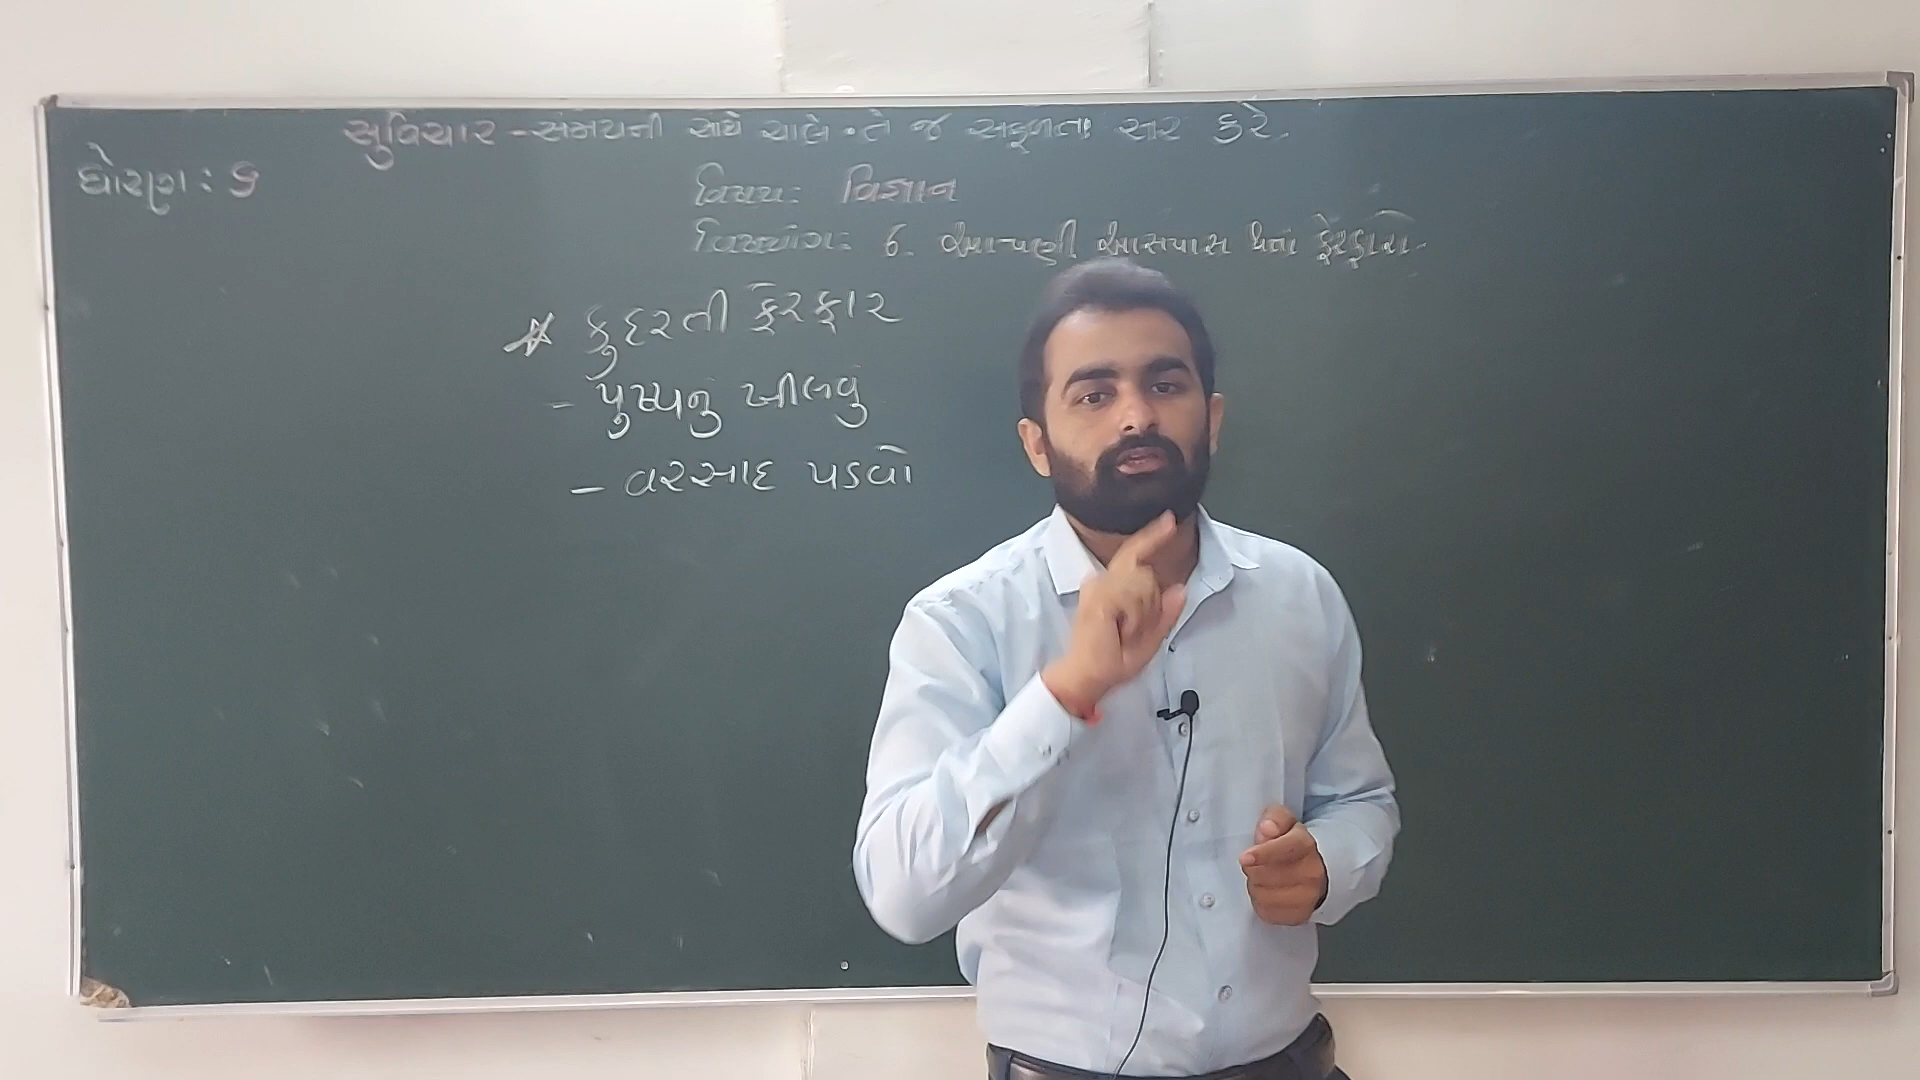 સુવિચાર - સમયની સાથે ચાલે તે જ સફળતા સર કરે.
ધોરણ : ૬
વિષય: વિજ્ઞાન
વિષયાંગ: 6. આપણી આસપાસ થતા ફેરફારો
* કુદરતી ફેરફાર
- પુષ્પનું ખીલવું
- વરસાદ પડવો